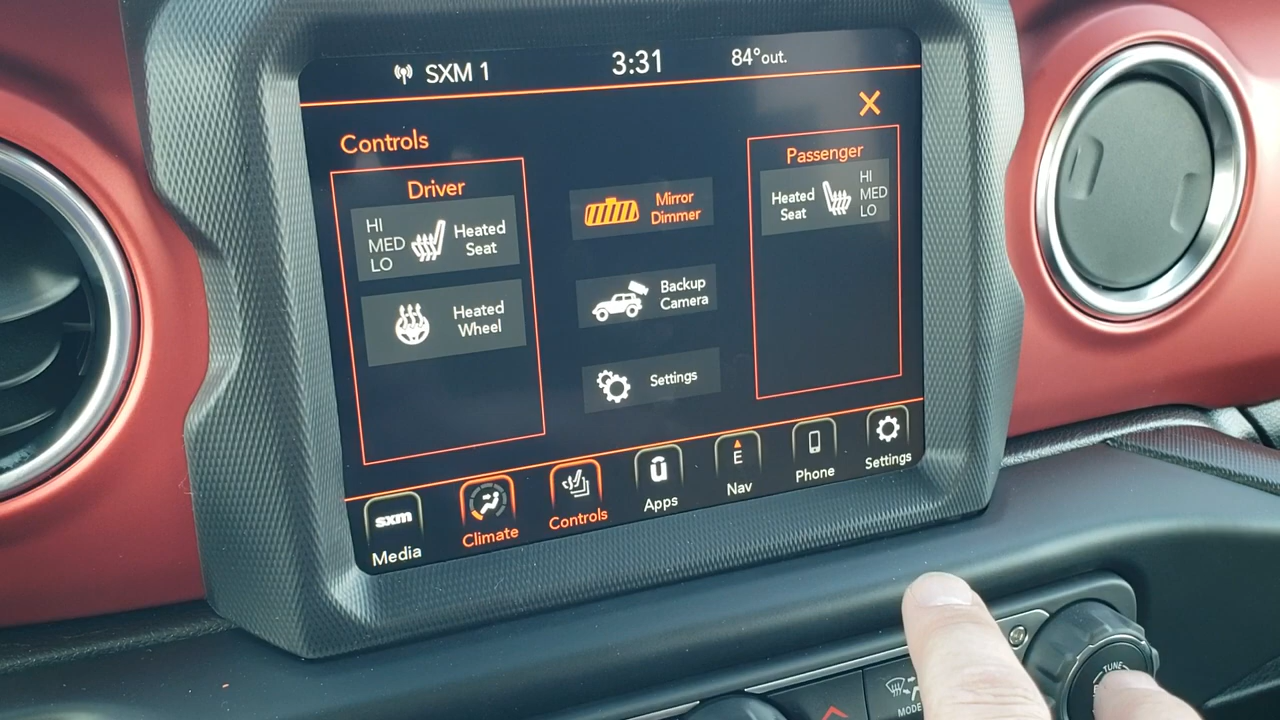 SXM 1
3:31
84°out.
Controls
Driver
HI
MED
LO
Heated
Seat
Heated
Wheel
Mirror
Dimmer
Backup
Camera
Settings
Passenger
Heated
Seat
HI
MED
LO
sxm
Media
Climate
Controls
u
Apps
E
Nav
Phone
Settings
MODE
TUNE